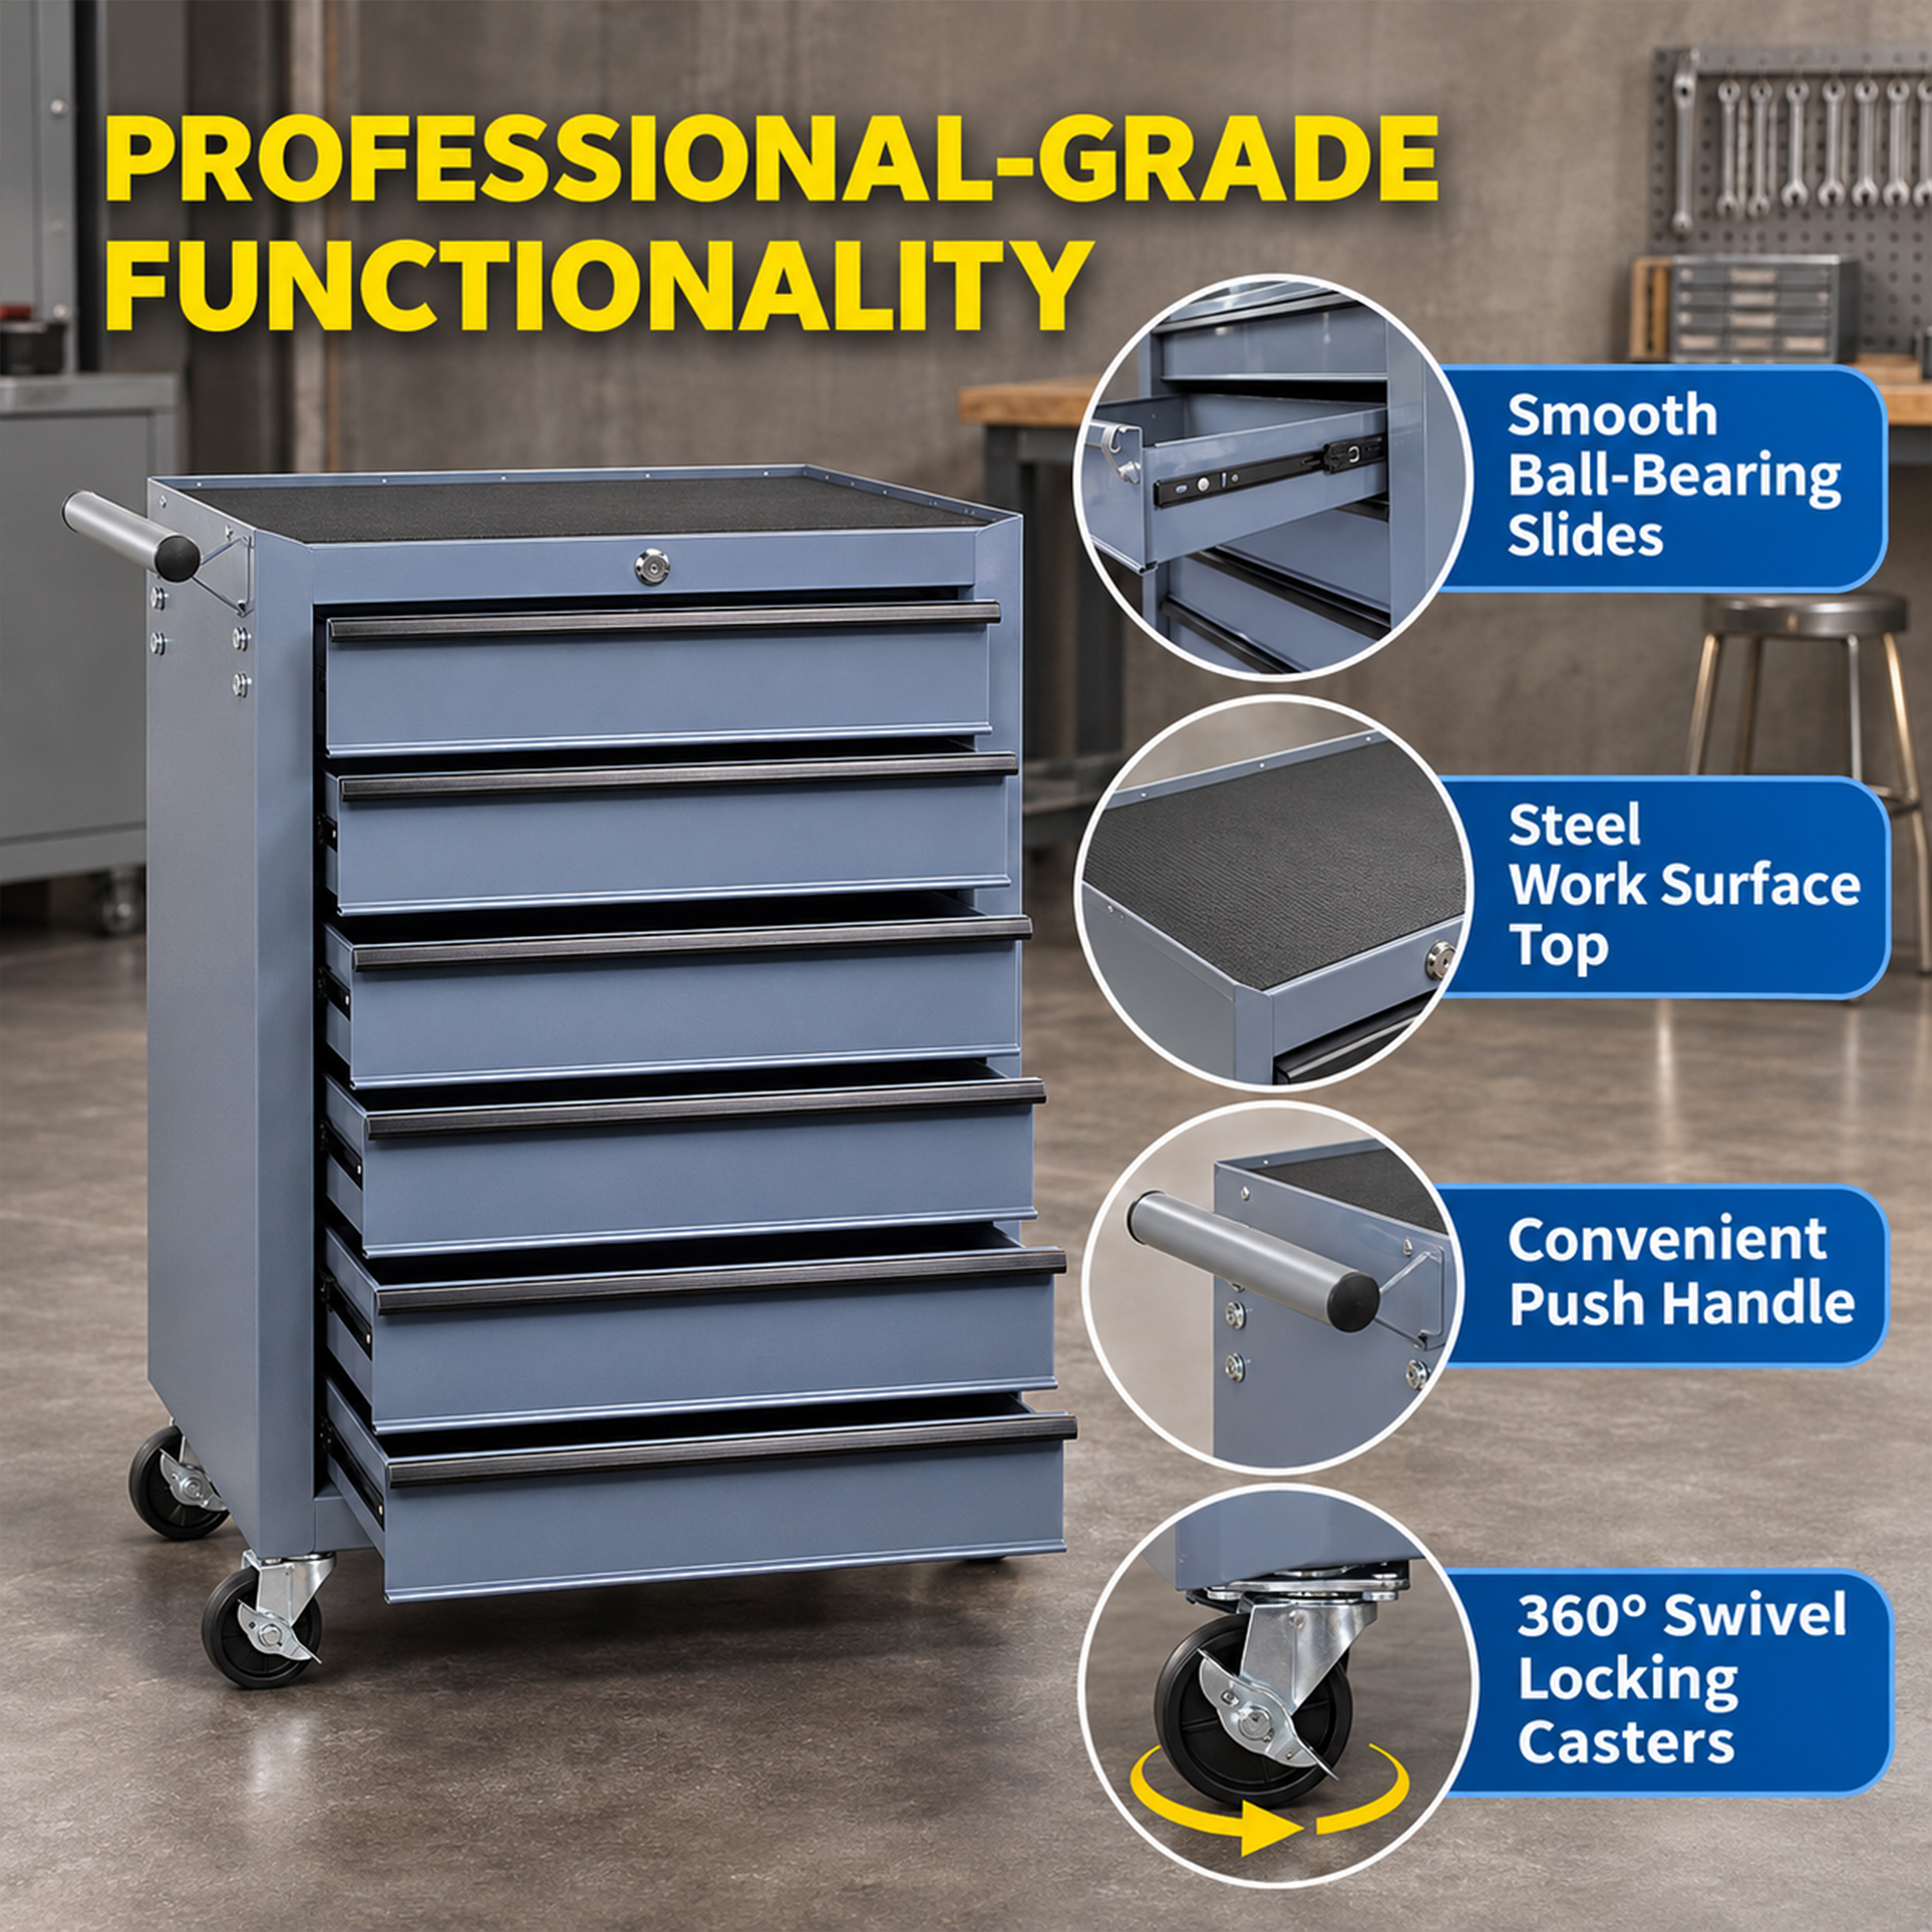 PROFESSIONAL-GRADE
FUNCTIONALITY
Smooth
Ball-Bearing
Slides
Steel
Work Surface
Top
Convenient
Push Handle
360° Swivel
Locking
Casters